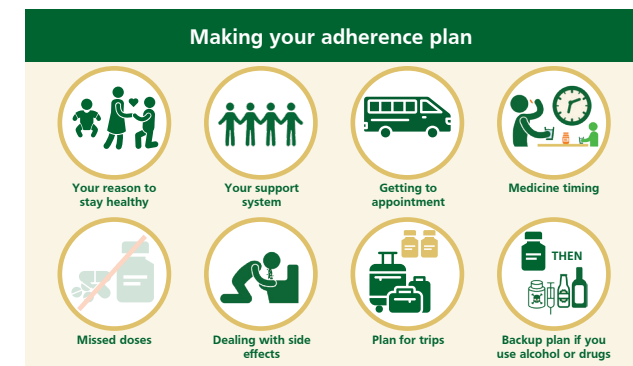 Making your adherence plan
Your reason to
stay healthy
Your support
system
Getting to
appointment
Medicine timing
THEN
Missed doses
Dealing with side
effects
Plan for trips
Backup plan if you
use alcohol or drugs